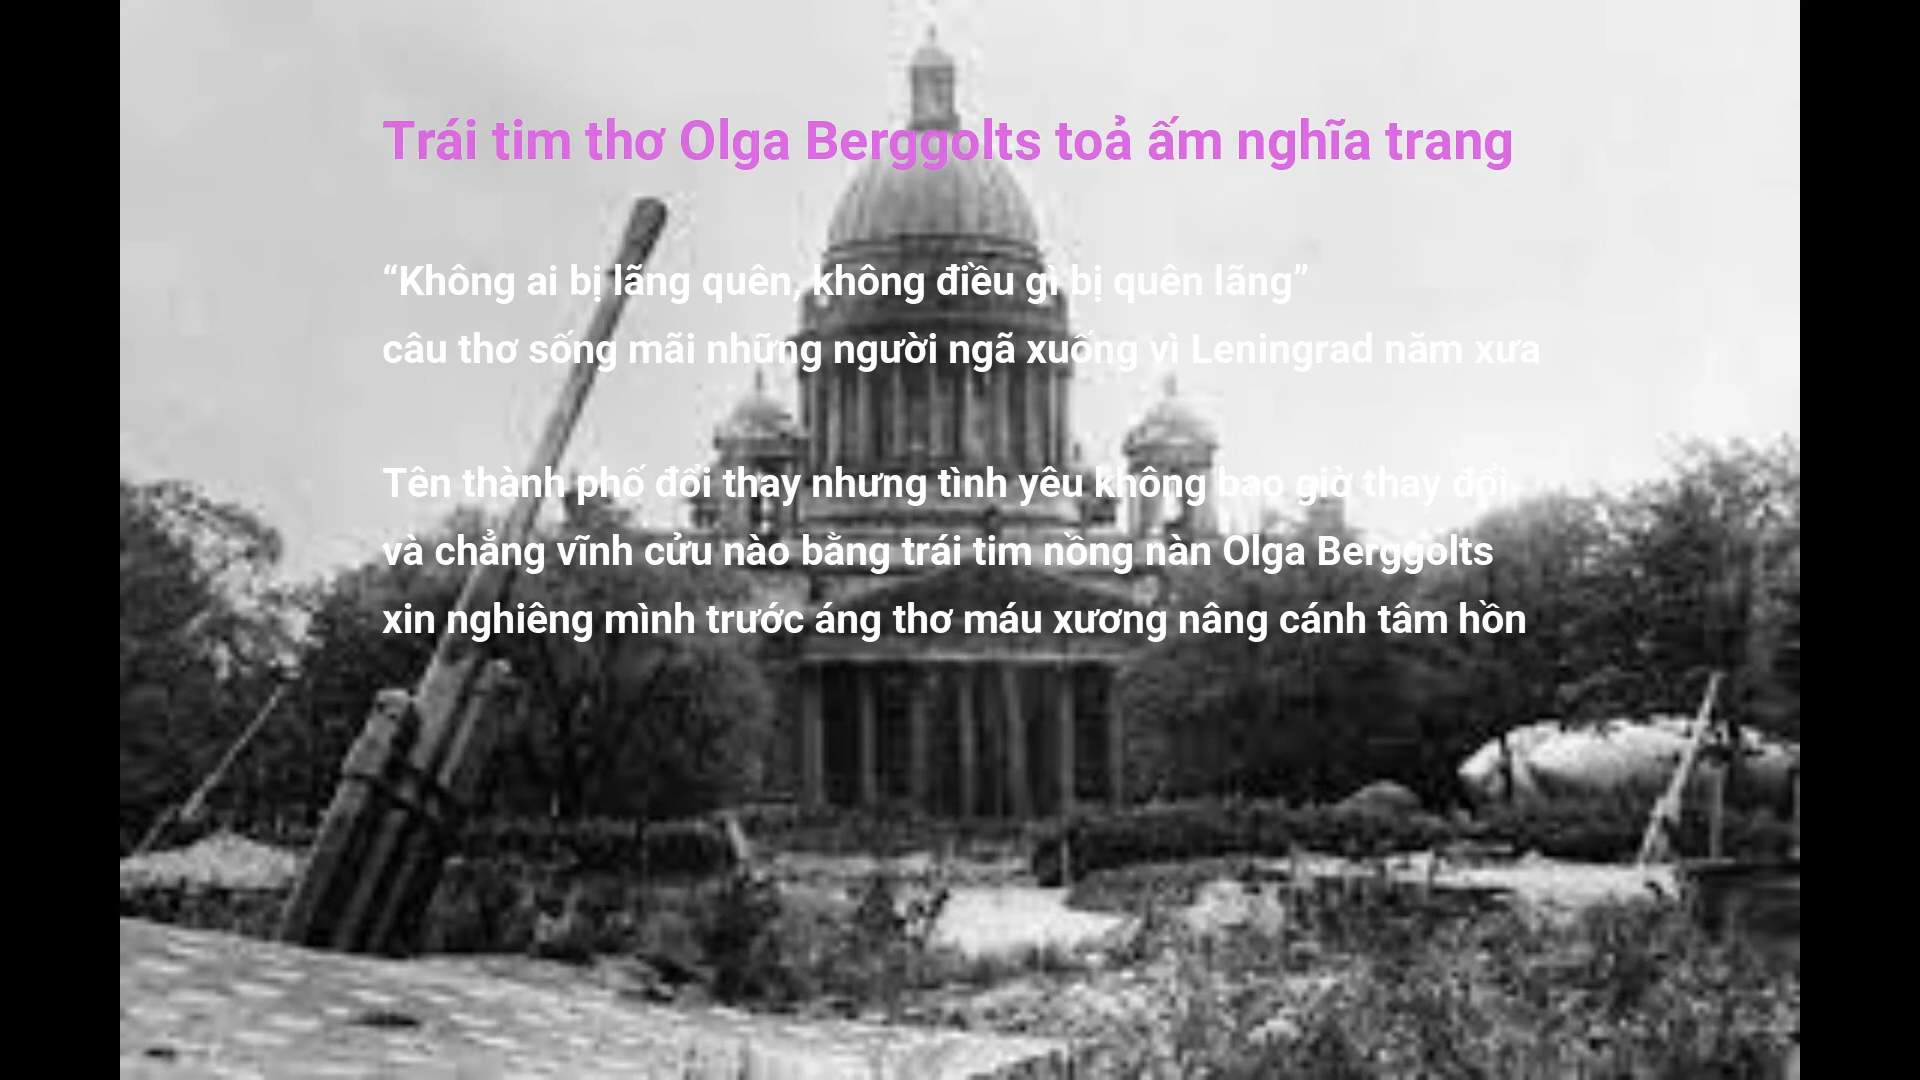 Trái tim thơ Olga Berggolts toả ấm nghĩa trang
“Không ai bị lãng quên, không điều gì bị quên lãng”
câu thơ sống mãi những người ngã xuống vì Leningrad năm xưa
Tên thành phố đổi thay nhưng tình yêu không bao giờ thay đổi,
và chẳng vĩnh cửu nào bằng trái tim nồng nàn Olga Berggolts
xin nghiêng mình trước áng thơ máu xương nâng cánh tâm hồn